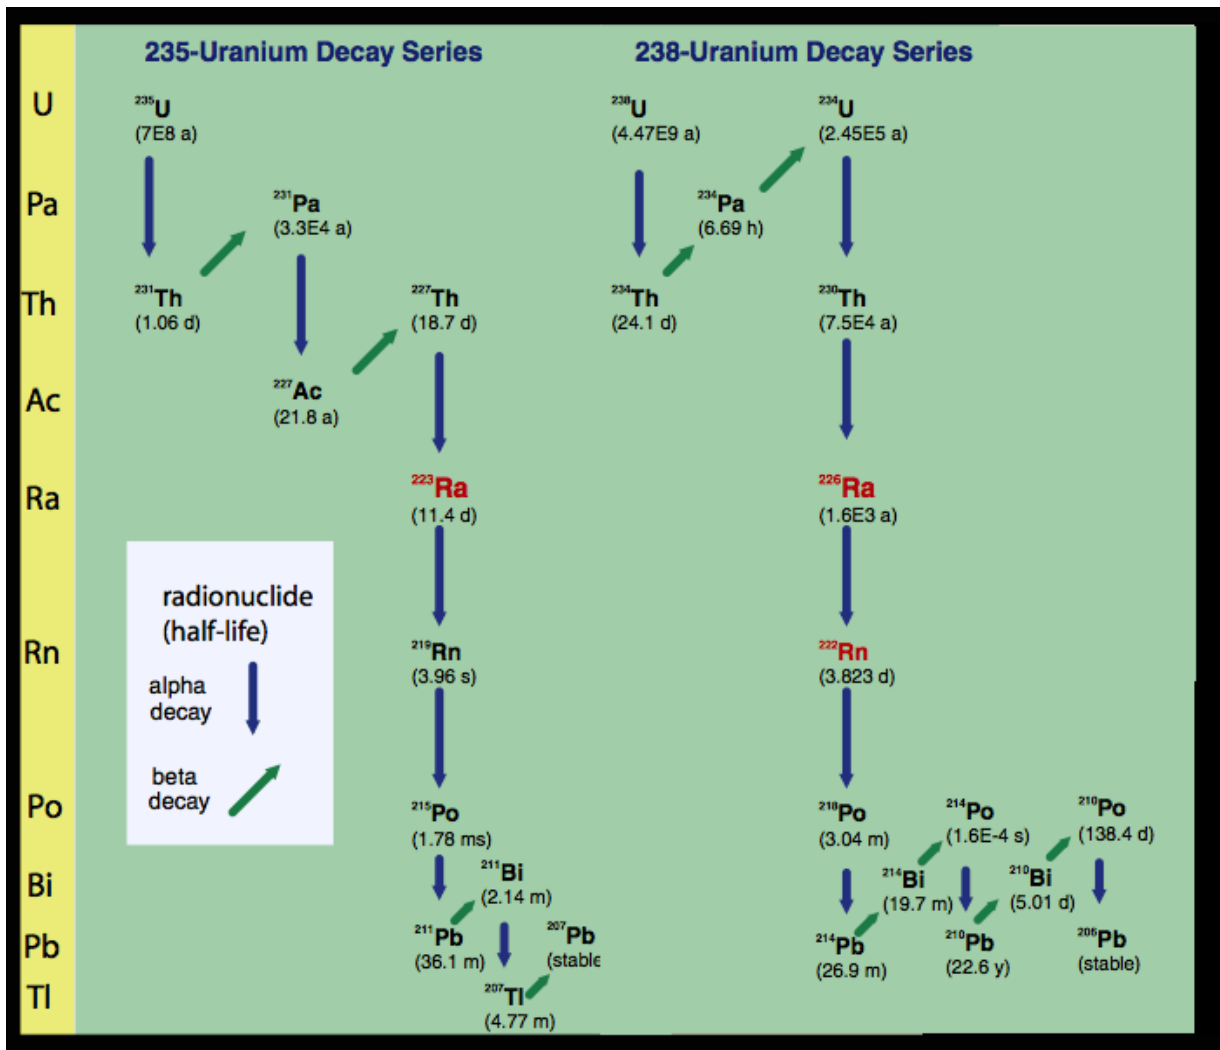 235-Uranium Decay Series
238-Uranium Decay Series
U
Pa
Th
Ac
Ra
Rn
Po
Bi
Pb
Tl
²³⁵U
(7E8 a)
²³¹Th
(1.06 d)
²³¹Pa
(3.3E4 a)
²²⁷Ac
(21.8 a)
²²⁷Th
(18.7 d)
²²³Ra
(11.4 d)
²¹⁹Rn
(3.96 s)
²¹⁵Po
(1.78 ms)
²¹¹Pb
(36.1 m)
²¹¹Bi
(2.14 m)
²⁰⁷Tl
(4.77 m)
²⁰⁷Pb
(stable
²³⁸U
(4.47E9 a)
²³⁴Th
(24.1 d)
²³⁴Pa
(6.69 h)
²³⁴U
(2.45E5 a)
²³⁰Th
(7.5E4 a)
²²⁶Ra
(1.6E3 a)
²²²Rn
(3.823 d)
²¹⁸Po
(3.04 m)
²¹⁴Pb
(26.9 m)
²¹⁴Bi
(19.7 m)
²¹⁴Po
(1.6E-4 s)
²¹⁰Pb
(22.6 y)
²¹⁰Bi
(5.01 d)
²¹⁰Po
(138.4 d)
²⁰⁶Pb
(stable)
radionuclide
(half-life)
alpha
decay
beta
decay